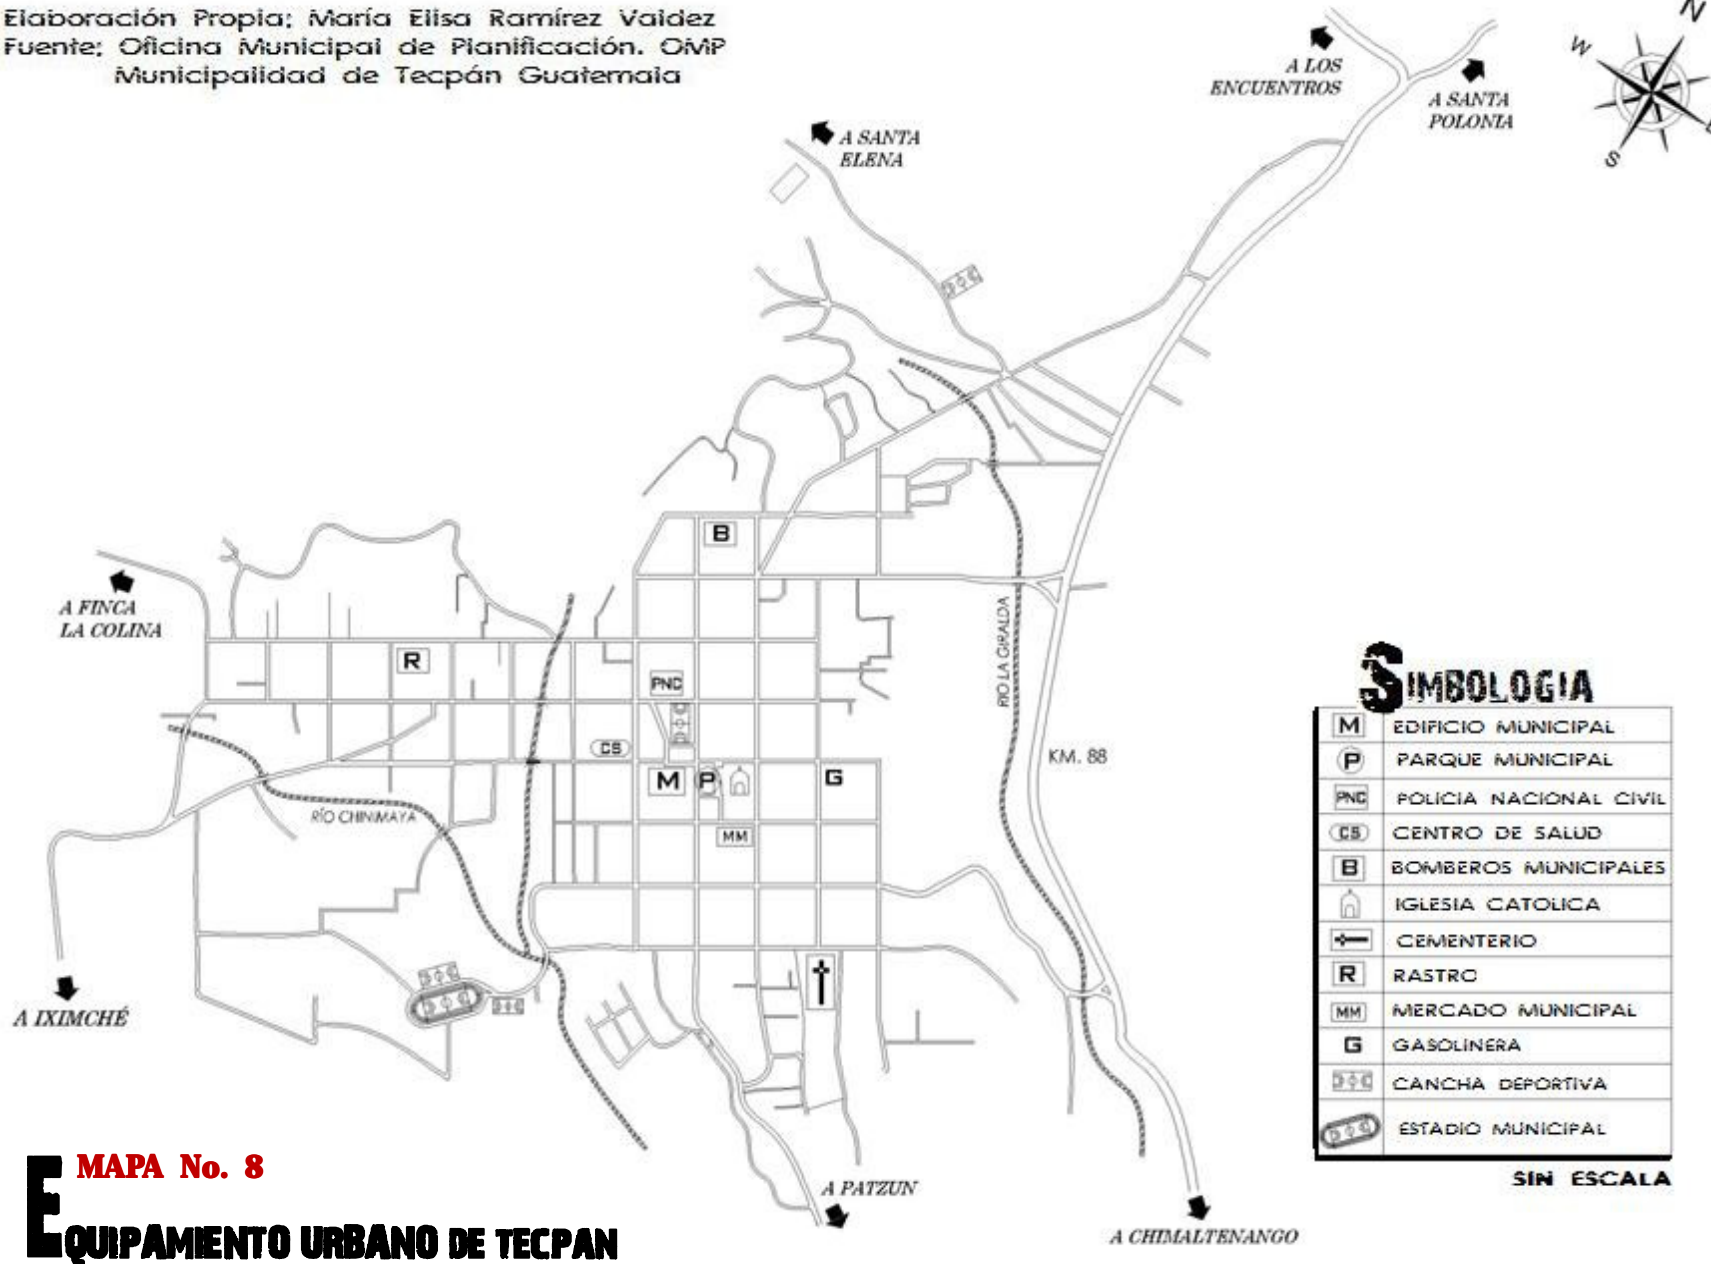 Elaboración Propia; María Elisa Ramírez Valdez
Fuente: Oficina Municipal de Planificación. OMP
Municipalidad de Tecpán Guatemala
N
W
S
A LOS
ENCUENTROS
A SANTA
POLONIA
A SANTA
ELENA
A FINCA
LA COLINA
B
R
PNC
CS
M
P
G
MM
RÍO CHINIMAYA
RIO LA GIRALDA
KM. 88
A IXIMCHÉ
A PATZUN
A CHIMALTENANGO
SIMBOLOGIA
M EDIFICIO MUNICIPAL
P PARQUE MUNICIPAL
PNC POLICIA NACIONAL CIVIL
CS CENTRO DE SALUD
B BOMBEROS MUNICIPALES
IGLESIA CATOLICA
CEMENTERIO
R RASTRO
MM MERCADO MUNICIPAL
G GASOLINERA
CANCHA DEPORTIVA
ESTADIO MUNICIPAL
SIN ESCALA
MAPA No. 8
EQUIPAMIENTO URBANO DE TECPAN